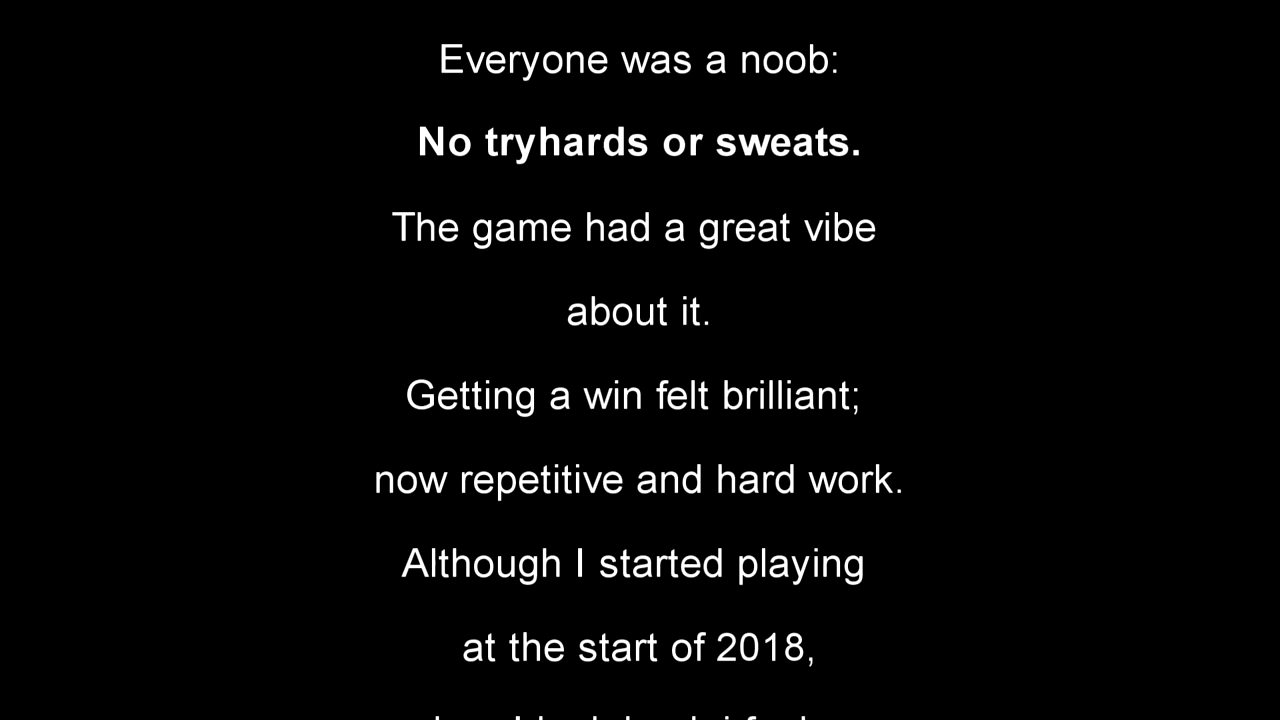 Everyone was a noob:
No tryhards or sweats.
The game had a great vibe
about it.
Getting a win felt brilliant;
now repetitive and hard work.
Although I started playing
at the start of 2018,